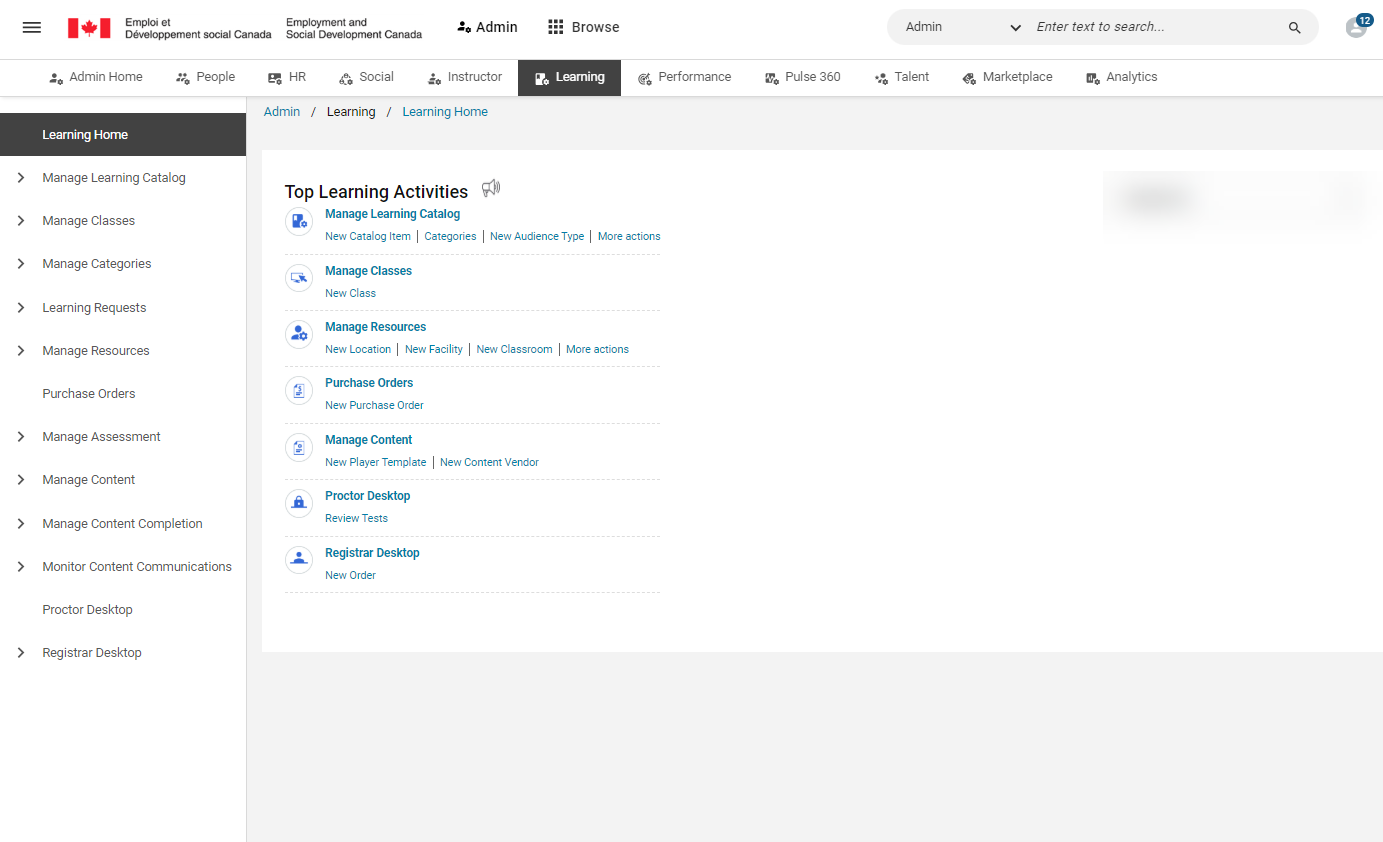 Emploi et
Développement social Canada
Employment and
Social Development Canada
Admin
Browse
Admin
Enter text to search...
12
Admin Home
People
HR
Social
Instructor
Learning
Performance
Pulse 360
Talent
Marketplace
Analytics
Admin / Learning / Learning Home
Learning Home
Manage Learning Catalog
Manage Classes
Manage Categories
Learning Requests
Manage Resources
Purchase Orders
Manage Assessment
Manage Content
Manage Content Completion
Monitor Content Communications
Proctor Desktop
Registrar Desktop
Top Learning Activities
Manage Learning Catalog
New Catalog Item | Categories | New Audience Type | More actions
Manage Classes
New Class
Manage Resources
New Location | New Facility | New Classroom | More actions
Purchase Orders
New Purchase Order
Manage Content
New Player Template | New Content Vendor
Proctor Desktop
Review Tests
Registrar Desktop
New Order